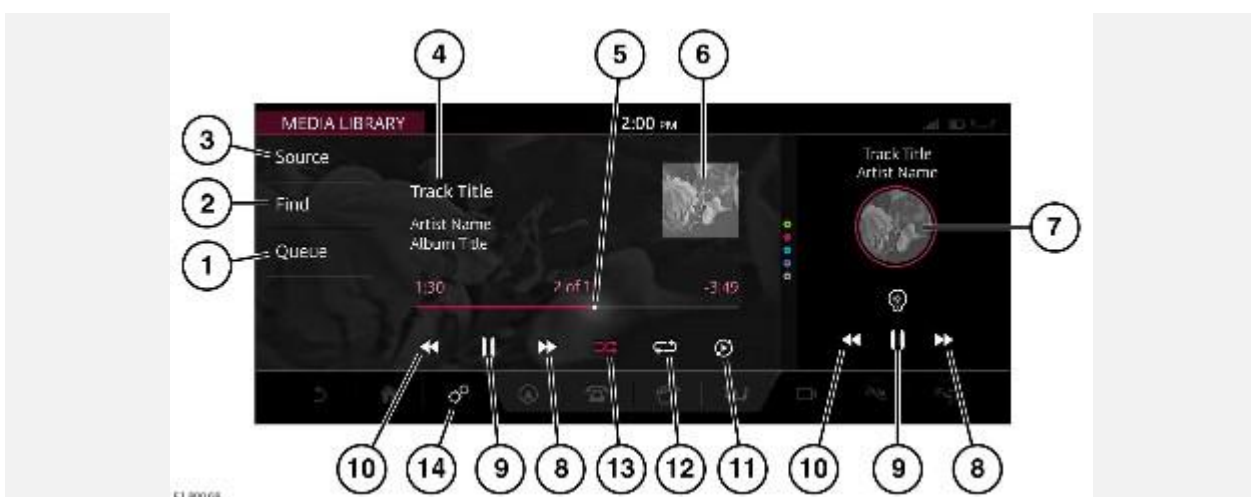 4 5 6
MEDIA LIBRARY 2:00 PM
3 Source
Track Title
Artist Name
2 Find
Track Title
7
Artist Name
Album Title
1 Queue
1:30 2 of 1 -3:49
10 14 9 8 13 12 11 10 9 8